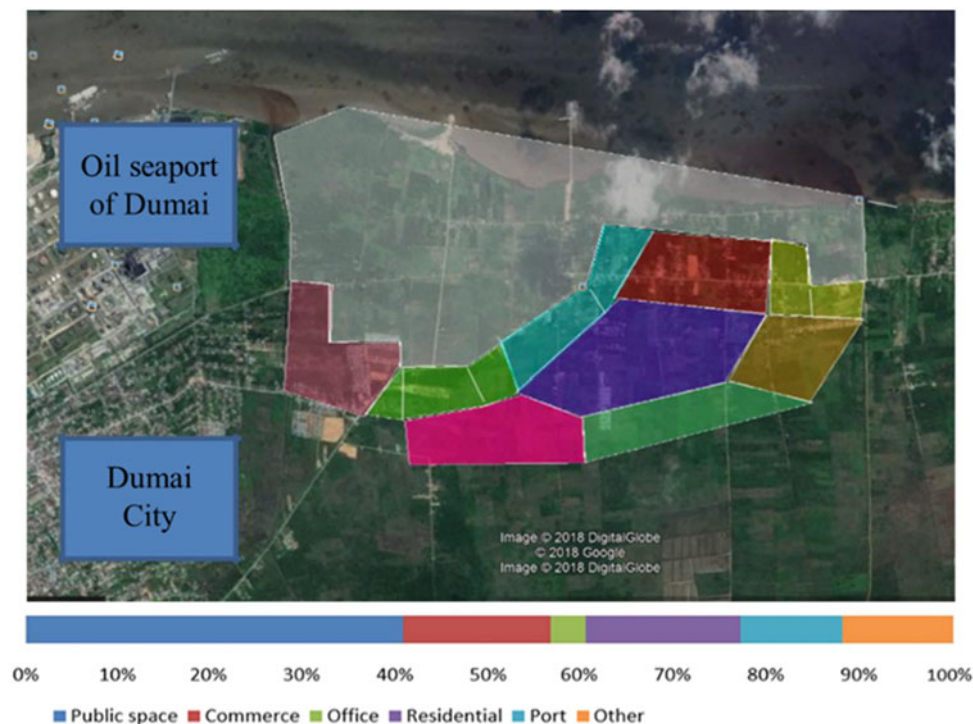 Oil seaport
of Dumai
Dumai
City
Image © 2018 DigitalGlobe
© 2018 Google
Image © 2018 DigitalGlobe
0% 10% 20% 30% 40% 50% 60% 70% 80% 90% 100%
Public space Commerce Office Residential Port Other